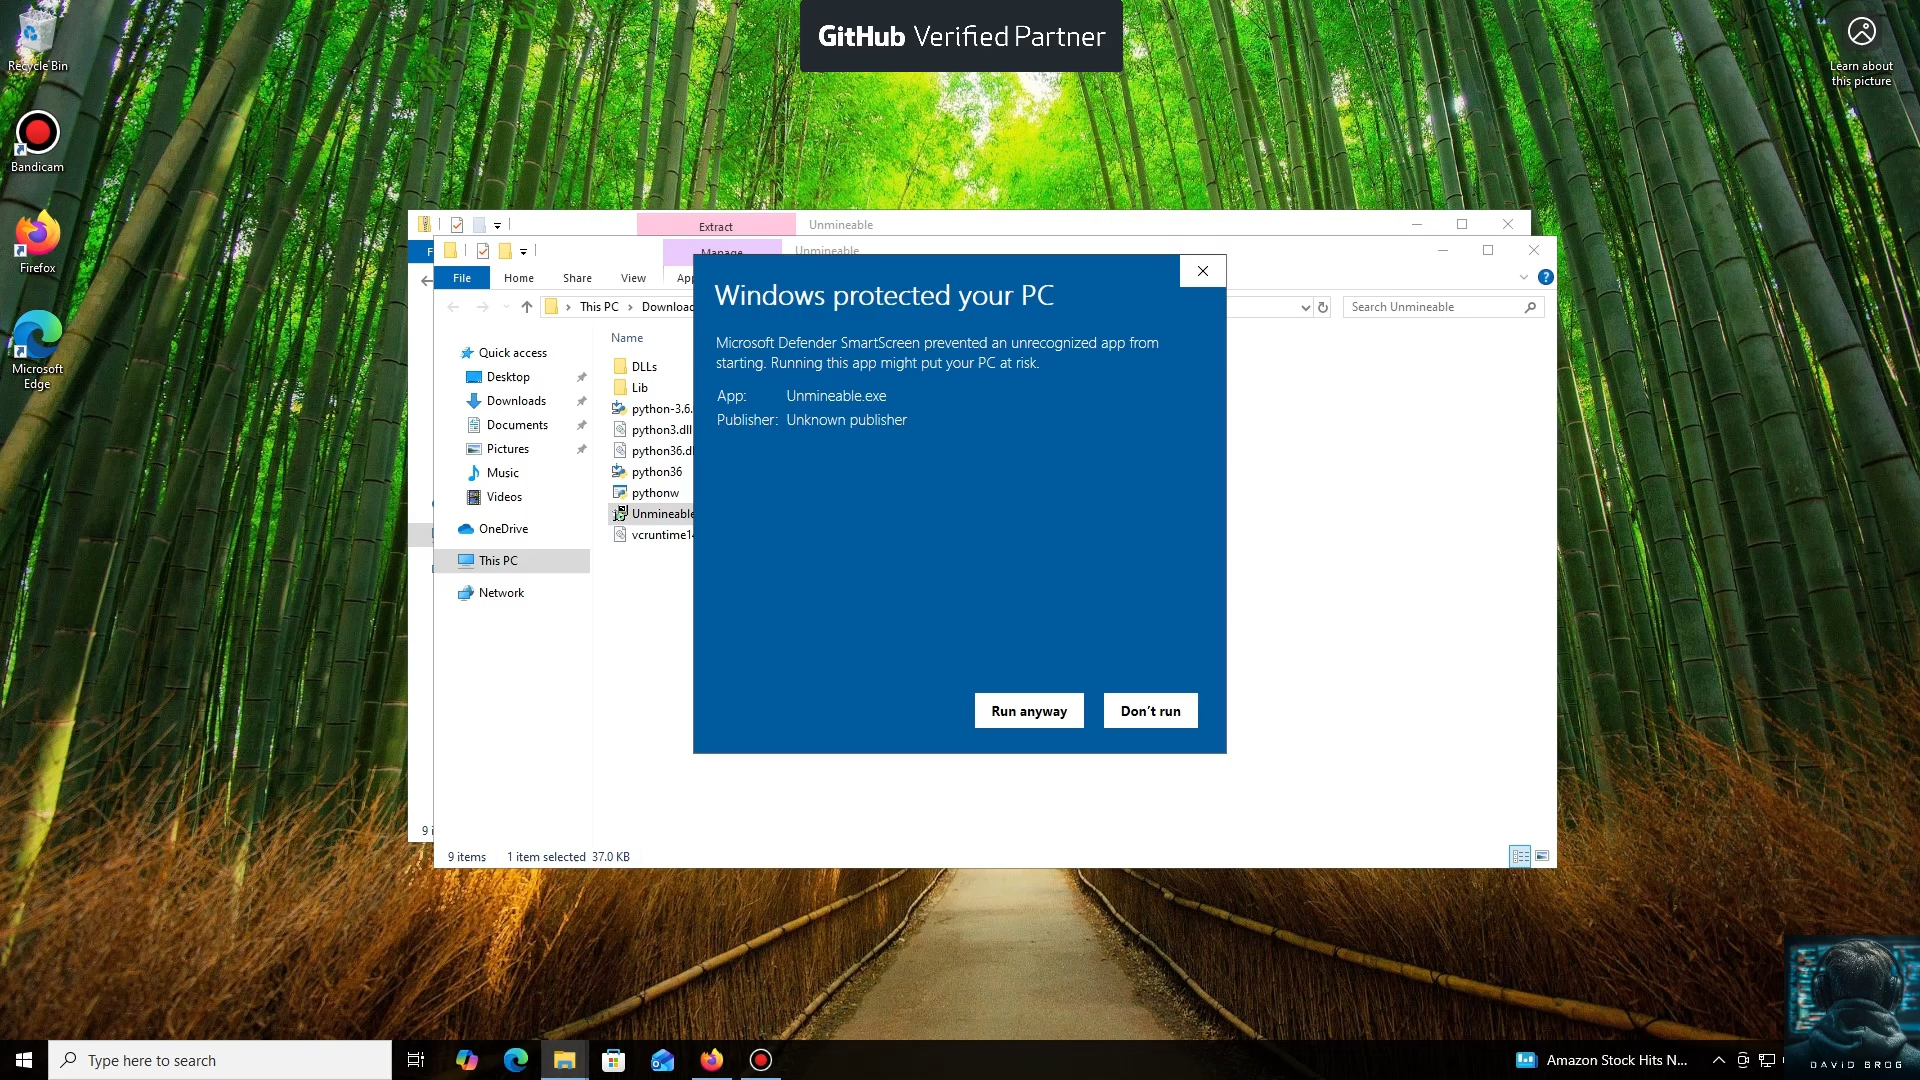 GitHub Verified Partner
Recycle Bin
Learn about
this picture
Bandicam
Firefox
Microsoft
Edge
Extract
Unmineable
Manage
Unmineable
File
Home
Share
View
App
This PC
Downloads
Search Unmineable
Name
Quick access
Desktop
Downloads
Documents
Pictures
Music
Videos
OneDrive
This PC
Network
DLLs
Lib
python-3.6.
python3.dll
python36.dl
python36
pythonw
Unmineable
vcruntime14
Windows protected your PC
Microsoft Defender SmartScreen prevented an unrecognized app from
starting. Running this app might put your PC at risk.
App: Unmineable.exe
Publisher: Unknown publisher
Run anyway
Don't run
9 i
9 items
1 item selected 37.0 KB
Type here to search
Amazon Stock Hits N...
DAVID BROG